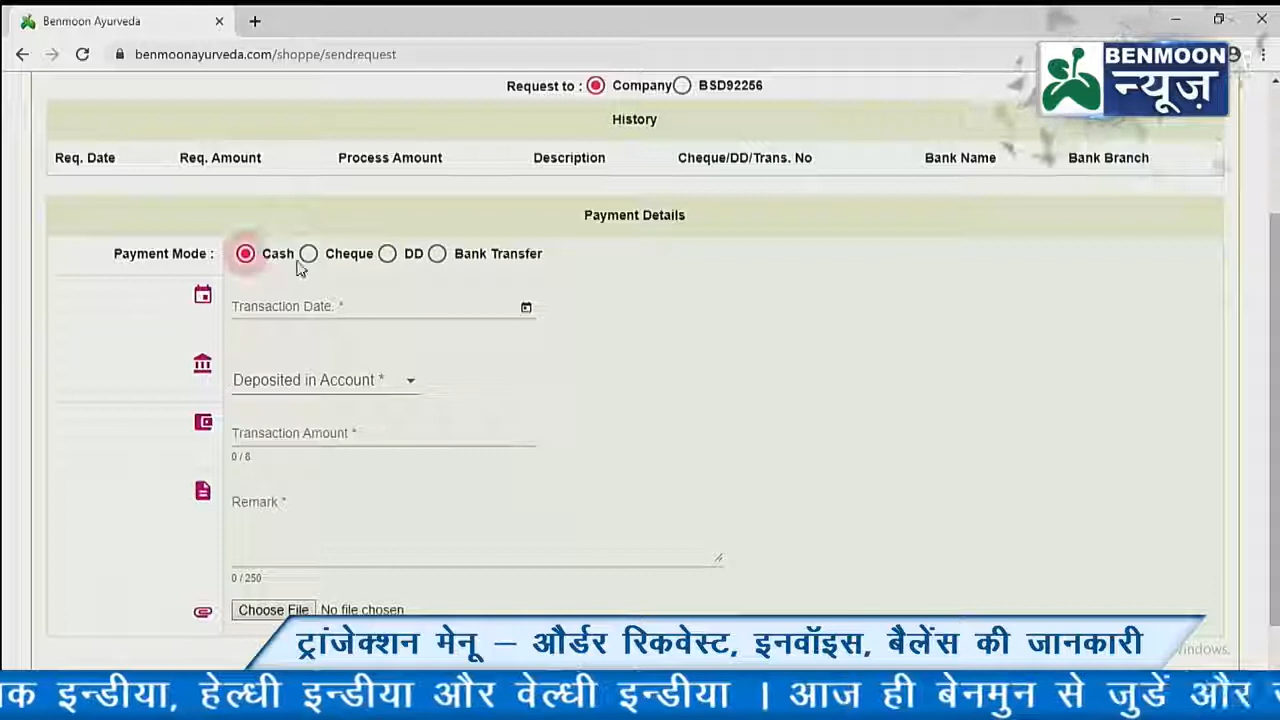 Benmoon Ayurveda
benmoonayurveda.com/shoppe/sendrequest
BENMOON
न्यूज़
Request to : Company BSD92256
History
Req. Date Req. Amount Process Amount Description Cheque/DD/Trans. No Bank Name Bank Branch
Payment Details
Payment Mode : Cash Cheque DD Bank Transfer
Transaction Date. *
Deposited in Account *
Transaction Amount *
0 / 8
Remark *
0 / 250
Choose File No file chosen
ट्रांजेक्शन मेनू – और्डर रिकवेस्ट, इनवॉइस, बैलेंस की जानकारी
इन्डीया, हेल्धी इन्डीया और वेल्धी इन्डीया । आज ही बेनमुन से जुडें और